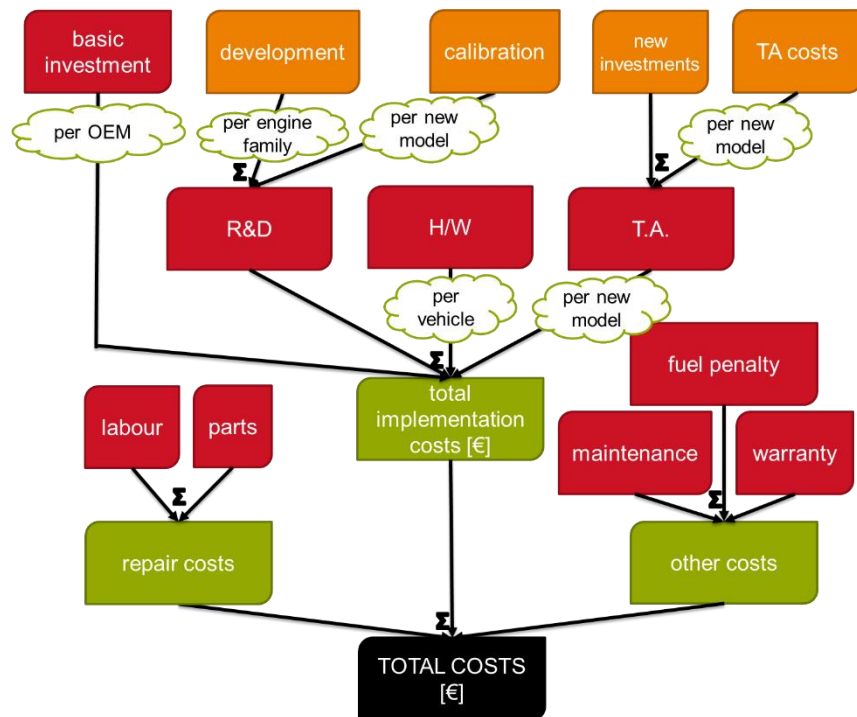 basic
investment
development
calibration
new
investments
TA costs
per OEM
per engine
family
per new
model
per new
model
Σ
Σ
R&D
H/W
T.A.
per
vehicle
per new
model
Σ
fuel penalty
total
implementation
costs [€]
labour
parts
maintenance
warranty
Σ
Σ
repair costs
other costs
Σ
TOTAL COSTS
[€]